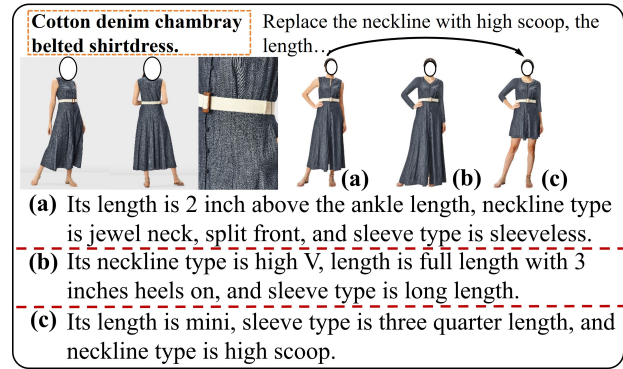 Cotton denim chambray
belted shirtdress.
Replace the neckline with high scoop, the
length…
(a)
(b)
(c)
(a) Its length is 2 inch above the ankle length, neckline type
is jewel neck, split front, and sleeve type is sleeveless.
(b) Its neckline type is high V, length is full length with 3
inches heels on, and sleeve type is long length.
(c) Its length is mini, sleeve type is three quarter length, and
neckline type is high scoop.